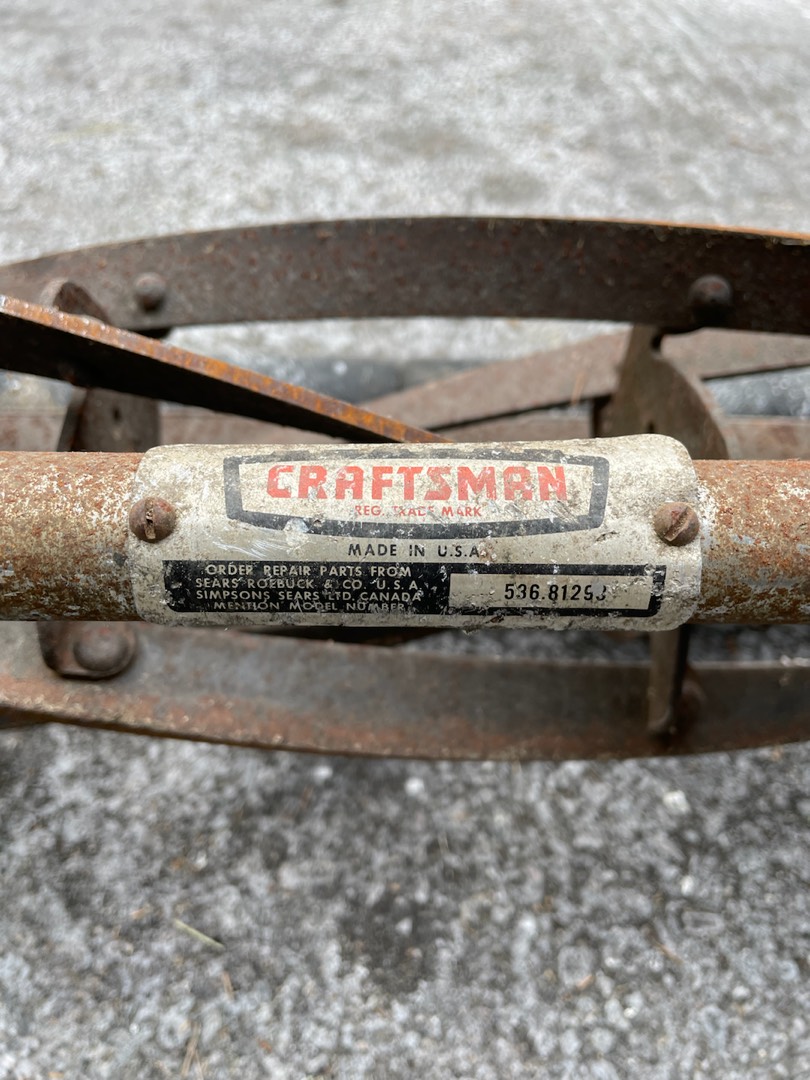 CRAFTSMAN
REG. TRADE MARK
MADE IN U.S.A.
ORDER REPAIR PARTS FROM
SEARS ROEBUCK & CO. U.S.A.
SIMPSONS SEARS LTD. CANADA
MENTION MODEL NUMBER
536.81293